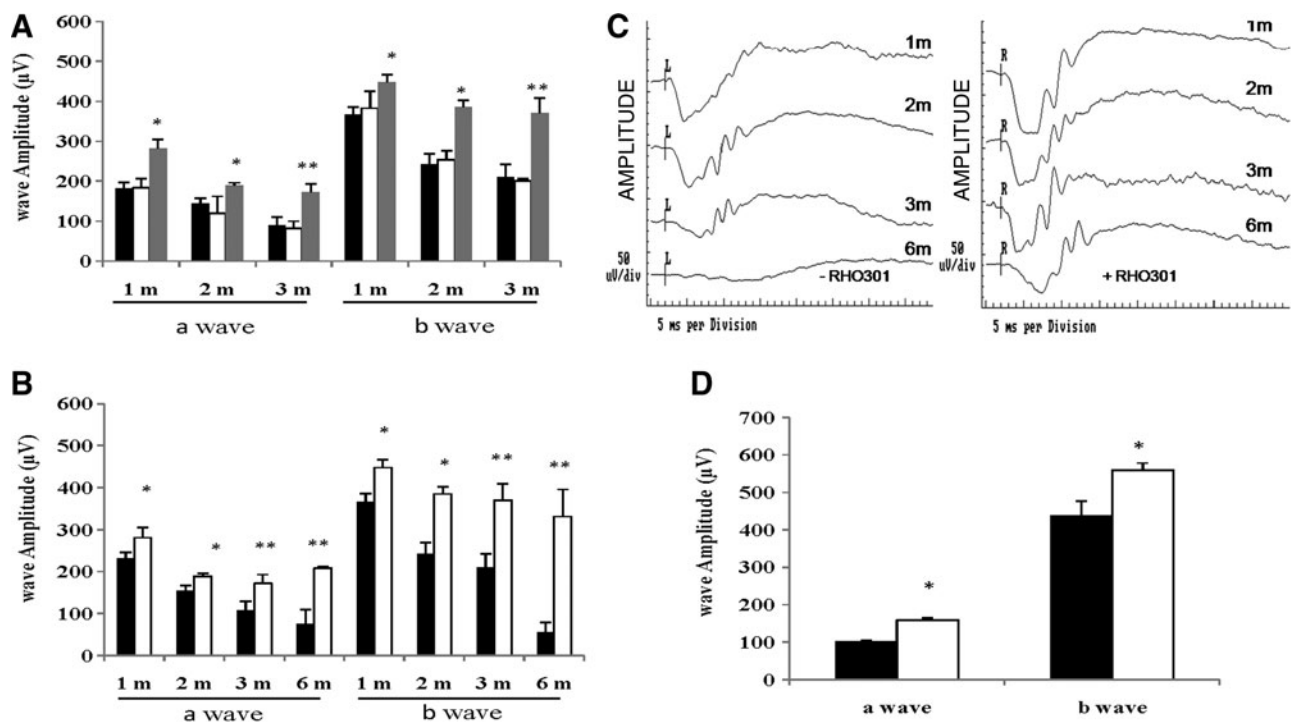 A
wave Amplitude (µV)
600
500
400
300
200
100
0
* * ** * * **
1 m 2 m 3 m 1 m 2 m 3 m
a wave b wave
B
wave Amplitude (µV)
600
500
400
300
200
100
0
* * ** ** * * ** **
1 m 2 m 3 m 6 m 1 m 2 m 3 m 6 m
a wave b wave
C
AMPLITUDE
L 1m
L 2m
L 3m
L 6m
50
uV/div
- RHO301
5 ms per Division
AMPLITUDE
R 1m
R 2m
R 3m
R 6m
50
uV/div
+ RHO301
5 ms per Division
D
wave Amplitude (µV)
700
600
500
400
300
200
100
0
* *
a wave b wave